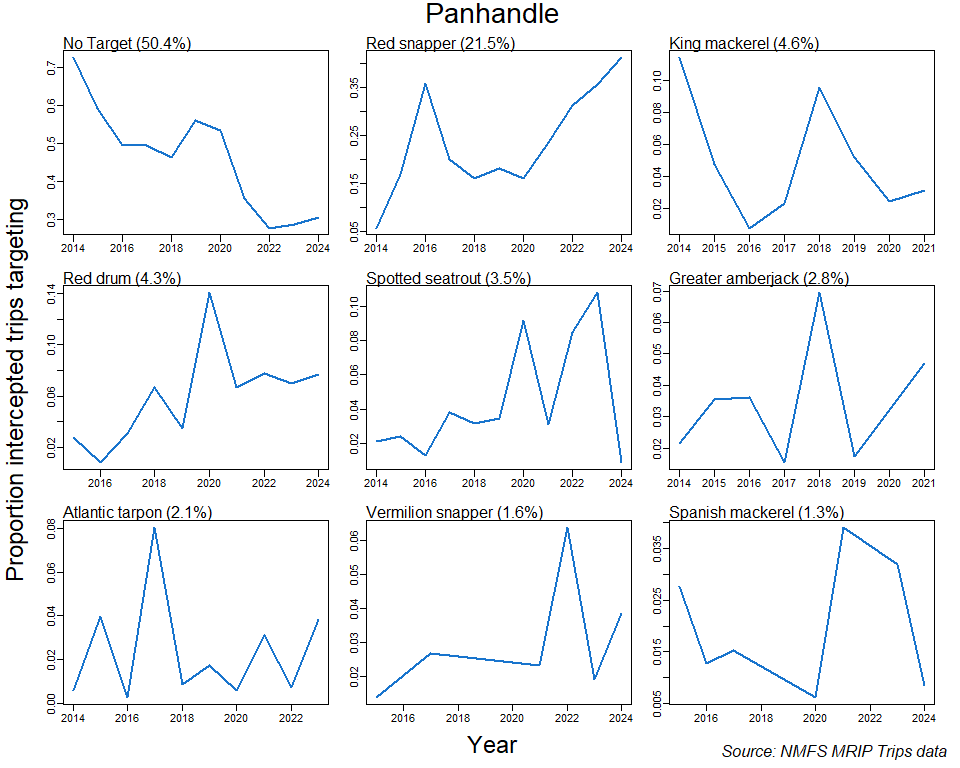 Panhandle
No Target (50.4%)
Red snapper (21.5%)
King mackerel (4.6%)
0.7
0.6
0.5
0.4
0.3
2014 2016 2018 2020 2022 2024
0.35
0.25
0.15
0.05
2014 2016 2018 2020 2022 2024
0.10
0.08
0.06
0.04
0.02
2014 2015 2016 2017 2018 2019 2020 2021
Proportion intercepted trips targeting
Red drum (4.3%)
Spotted seatrout (3.5%)
Greater amberjack (2.8%)
0.14
0.10
0.06
0.02
2016 2018 2020 2022 2024
0.10
0.08
0.06
0.04
0.02
2014 2016 2018 2020 2022 2024
0.07
0.06
0.05
0.04
0.03
0.02
2014 2015 2016 2017 2018 2019 2020 2021
Atlantic tarpon (2.1%)
Vermilion snapper (1.6%)
Spanish mackerel (1.3%)
0.08
0.06
0.04
0.02
0.00
2014 2016 2018 2020 2022
0.06
0.05
0.04
0.03
0.02
2016 2018 2020 2022 2024
0.035
0.025
0.015
0.005
2016 2018 2020 2022 2024
Year
Source: NMFS MRIP Trips data